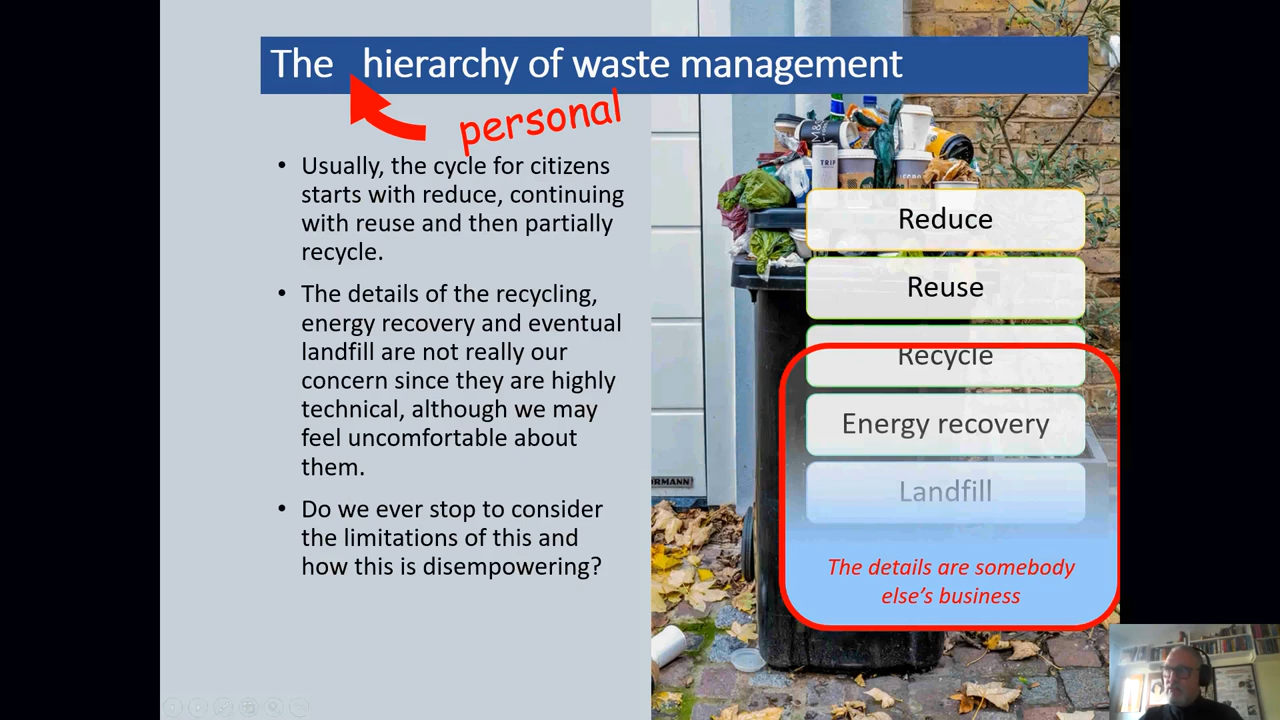 The hierarchy of waste management
personal
• Usually, the cycle for citizens
starts with reduce, continuing
with reuse and then partially
recycle.
• The details of the recycling,
energy recovery and eventual
landfill are not really our
concern since they are highly
technical, although we may
feel uncomfortable about
them.
• Do we ever stop to consider
the limitations of this and
how this is disempowering?
TRIP
Reduce
Reuse
Recycle
Energy recovery
Landfill
The details are somebody
else's business